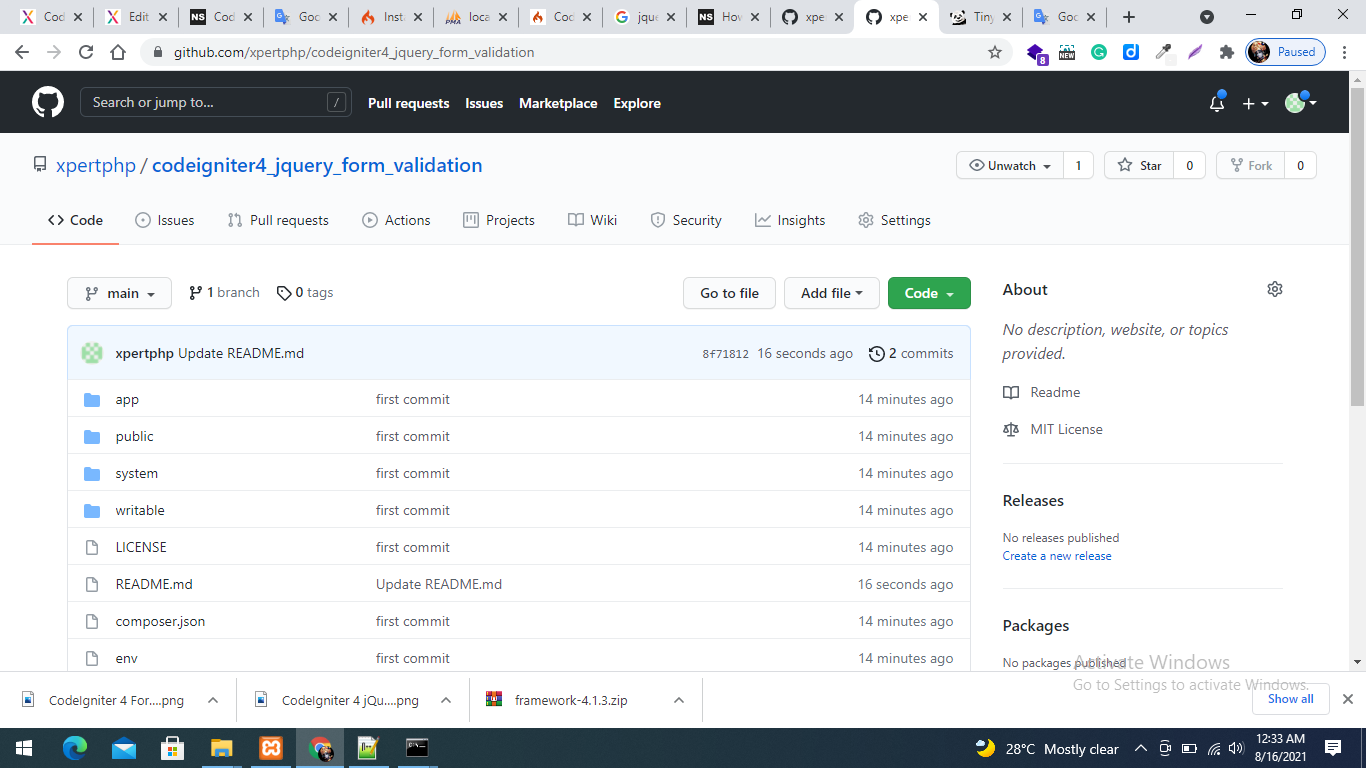 Cod Edit Cod Goo Inst loca Cod jque How xpe xpe Tiny Goo
github.com/xpertphp/codeigniter4_jquery_form_validation
8 NEW Paused
Search or jump to... / Pull requests Issues Marketplace Explore
xpertphp / codeigniter4_jquery_form_validation
Unwatch 1 Star 0 Fork 0
Code Issues Pull requests Actions Projects Wiki Security Insights Settings
main 1 branch 0 tags Go to file Add file Code
xpertphp Update README.md 8f71812 16 seconds ago 2 commits
app first commit 14 minutes ago
public first commit 14 minutes ago
system first commit 14 minutes ago
writable first commit 14 minutes ago
LICENSE first commit 14 minutes ago
README.md Update README.md 16 seconds ago
composer.json first commit 14 minutes ago
env first commit 14 minutes ago
About
No description, website, or topics
provided.
Readme
MIT License
Releases
No releases published
Create a new release
Packages
No packages published
Activate Windows
Go to Settings to activate Windows.
CodeIgniter 4 For....png CodeIgniter 4 jQu....png framework-4.1.3.zip Show all
28°C Mostly clear 12:33 AM
8/16/2021